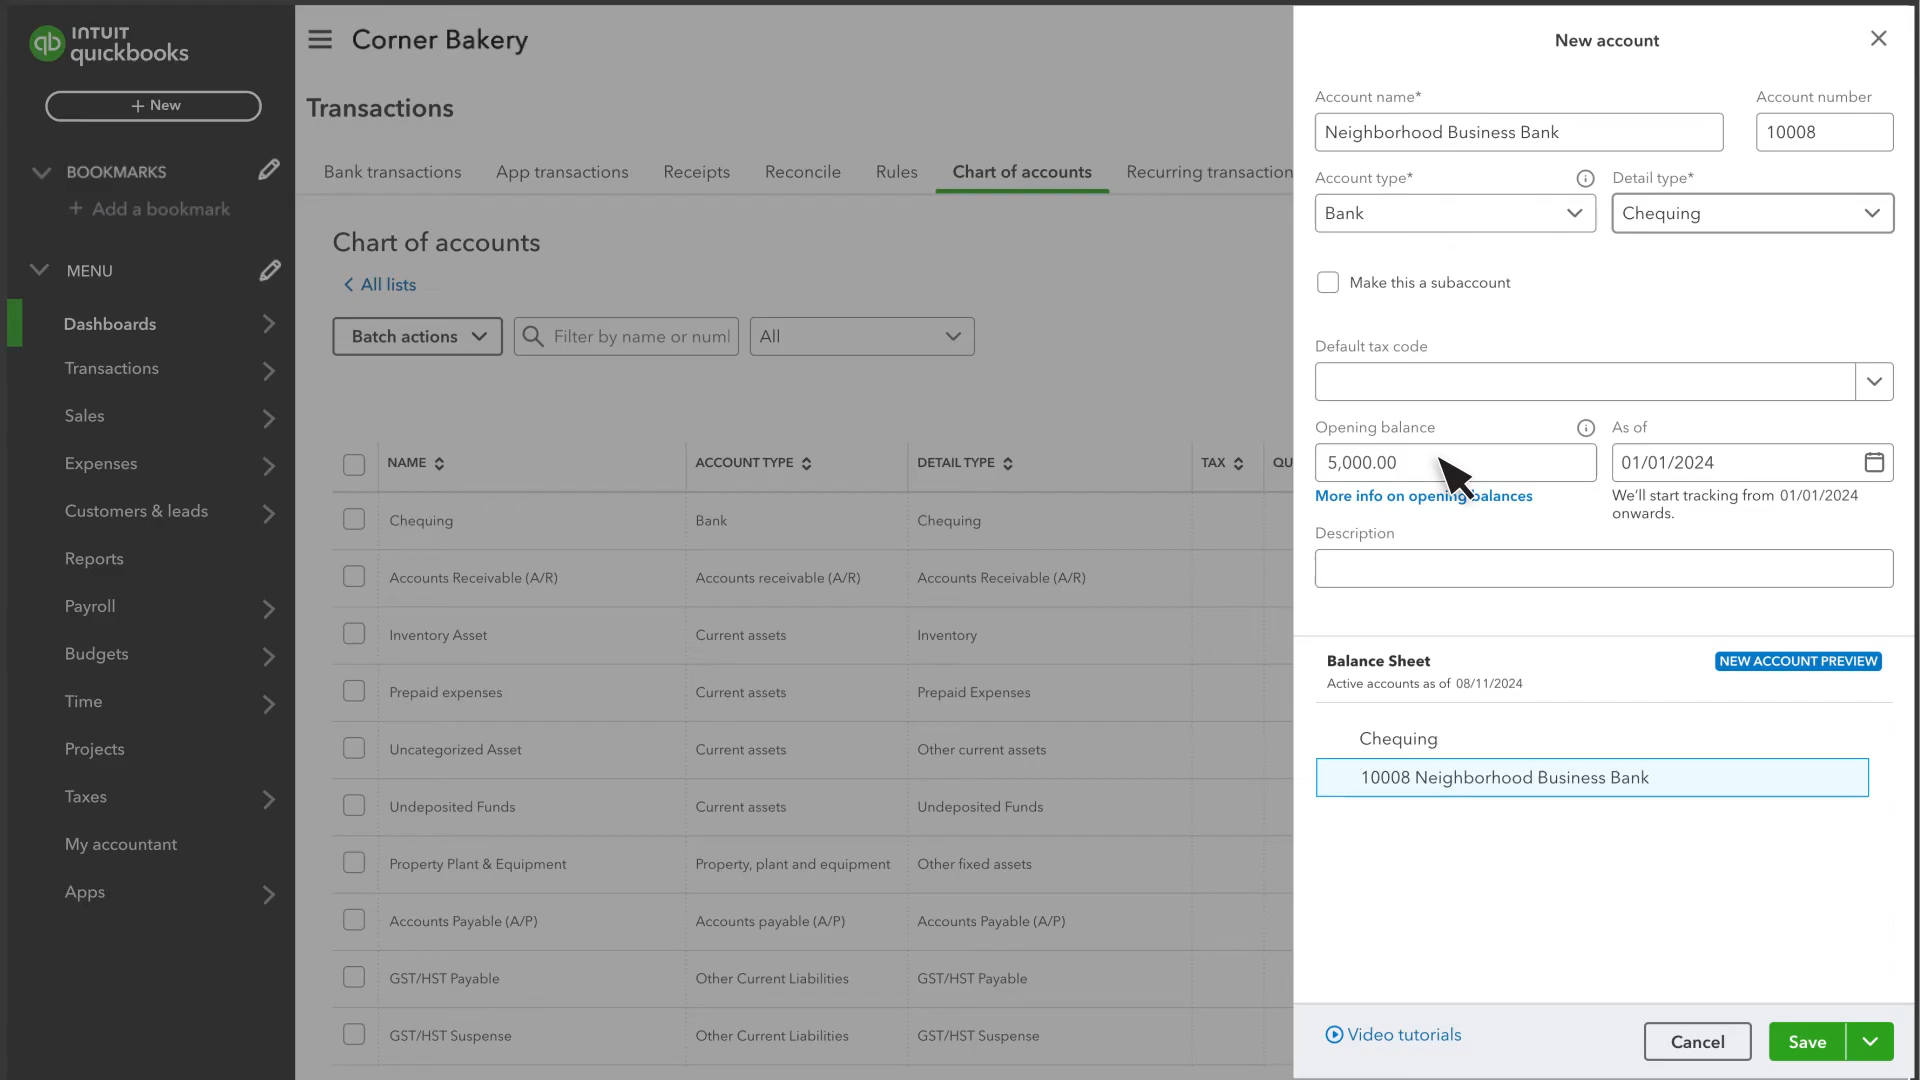 INTUIT
quickbooks
+ New
BOOKMARKS
+ Add a bookmark
MENU
Dashboards
Transactions
Sales
Expenses
Customers & leads
Reports
Payroll
Budgets
Time
Projects
Taxes
My accountant
Apps
Corner Bakery
Transactions
Bank transactions App transactions Receipts Reconcile Rules Chart of accounts Recurring transaction
Chart of accounts
All lists
Batch actions Filter by name or num All
NAME ACCOUNT TYPE DETAIL TYPE TAX QU
Chequing Bank Chequing
Accounts Receivable (A/R) Accounts receivable (A/R) Accounts Receivable (A/R)
Inventory Asset Current assets Inventory
Prepaid expenses Current assets Prepaid Expenses
Uncategorized Asset Current assets Other current assets
Undeposited Funds Current assets Undeposited Funds
Property Plant & Equipment Property, plant and equipment Other fixed assets
Accounts Payable (A/P) Accounts payable (A/P) Accounts Payable (A/P)
GST/HST Payable Other Current Liabilities GST/HST Payable
GST/HST Suspense Other Current Liabilities GST/HST Suspense
New account
Account name* Account number
Neighborhood Business Bank 10008
Account type* Detail type*
Bank Chequing
Make this a subaccount
Default tax code
Opening balance As of
5,000.00 01/01/2024
More info on opening balances
We'll start tracking from 01/01/2024
onwards.
Description
Balance Sheet NEW ACCOUNT PREVIEW
Active accounts as of 08/11/2024
Chequing
10008 Neighborhood Business Bank
Video tutorials Cancel Save